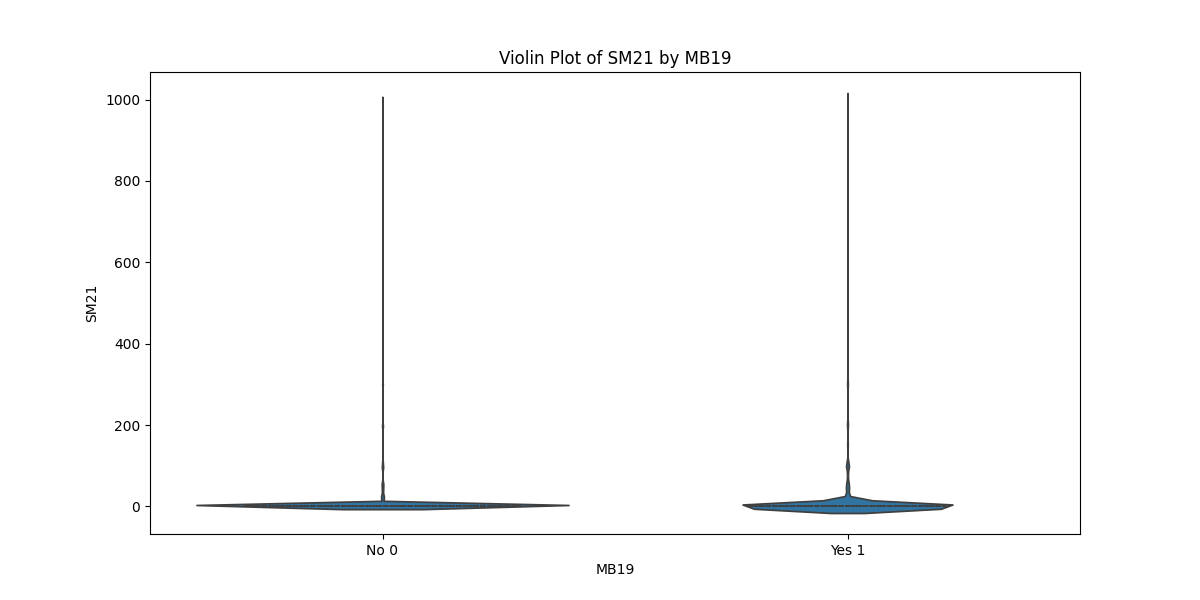 Violin Plot of SM21 by MB19
1000
800
600
400
200
0
SM21
No 0
Yes 1
MB19